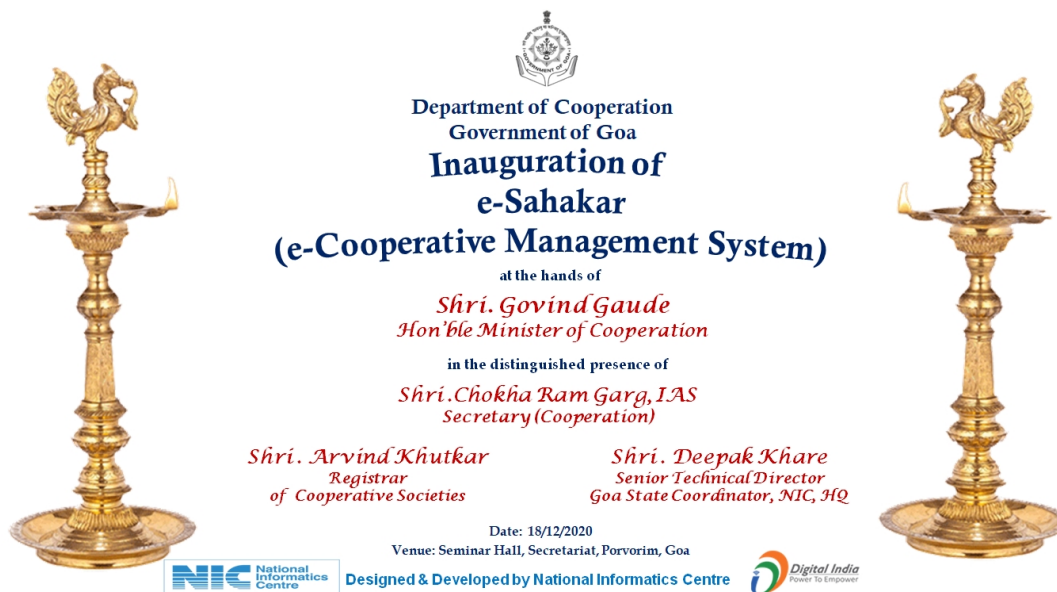 GOVERNMENT OF GOA
Department of Cooperation
Government of Goa
Inauguration of
e-Sahakar
(e-Cooperative Management System)
at the hands of
Shri. Govind Gaude
Hon'ble Minister of Cooperation
in the distinguished presence of
Shri.Chokha Ram Garg, IAS
Secretary (Cooperation)
Shri. Arvind Khutkar
Registrar
of Cooperative Societies
Shri. Deepak Khare
Senior Technical Director
Goa State Coordinator, NIC, HQ
Date: 18/12/2020
Venue: Seminar Hall, Secretariat, Porvorim, Goa
NIC National
Informatics
Centre
Designed & Developed by National Informatics Centre
Digital India
Power To Empower